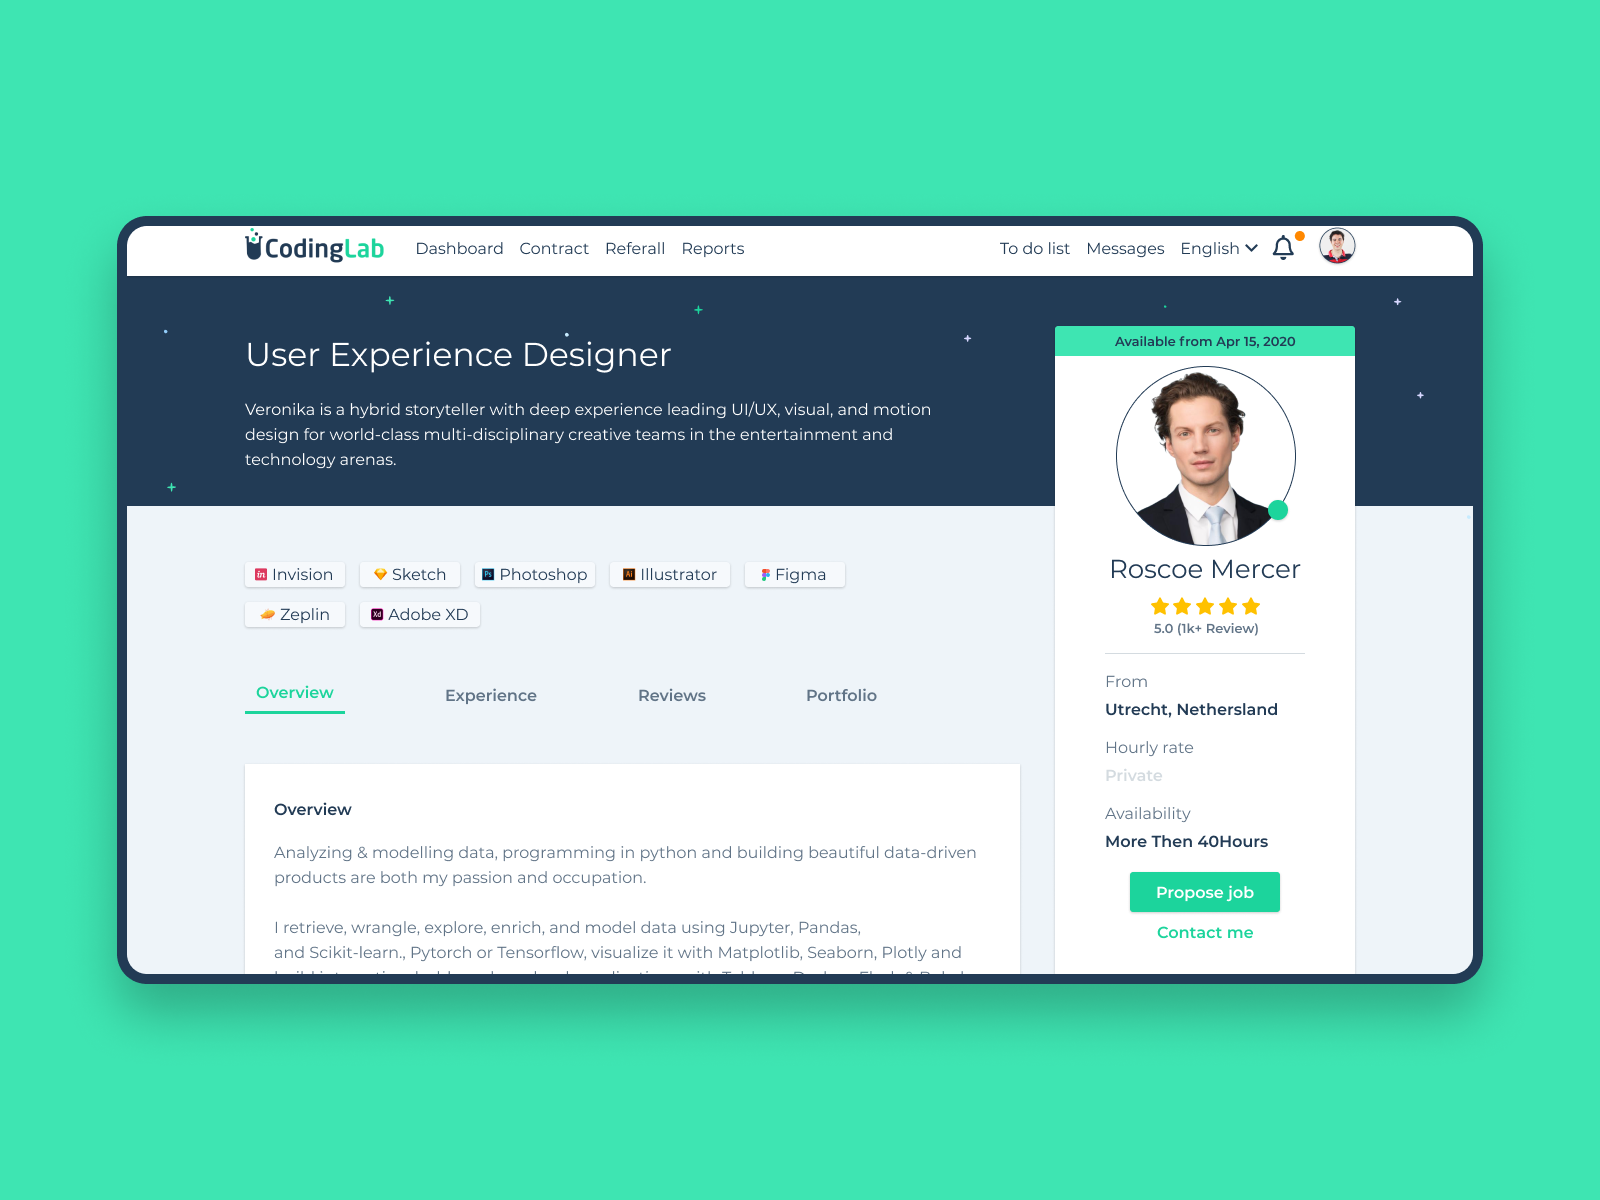 CodingLab Dashboard Contract Referall Reports To do list Messages English
User Experience Designer
Veronika is a hybrid storyteller with deep experience leading UI/UX, visual, and motion
design for world-class multi-disciplinary creative teams in the entertainment and
technology arenas.
in Invision Sketch Ps Photoshop Ai Illustrator Figma
Zeplin Xd Adobe XD
Overview Experience Reviews Portfolio
Overview
Analyzing & modelling data, programming in python and building beautiful data-driven
products are both my passion and occupation.
I retrieve, wrangle, explore, enrich, and model data using Jupyter, Pandas,
and Scikit-learn., Pytorch or Tensorflow, visualize it with Matplotlib, Seaborn, Plotly and
Available from Apr 15, 2020
Roscoe Mercer
5.0 (1k+ Review)
From
Utrecht, Nethersland
Hourly rate
Private
Availability
More Then 40Hours
Propose job
Contact me